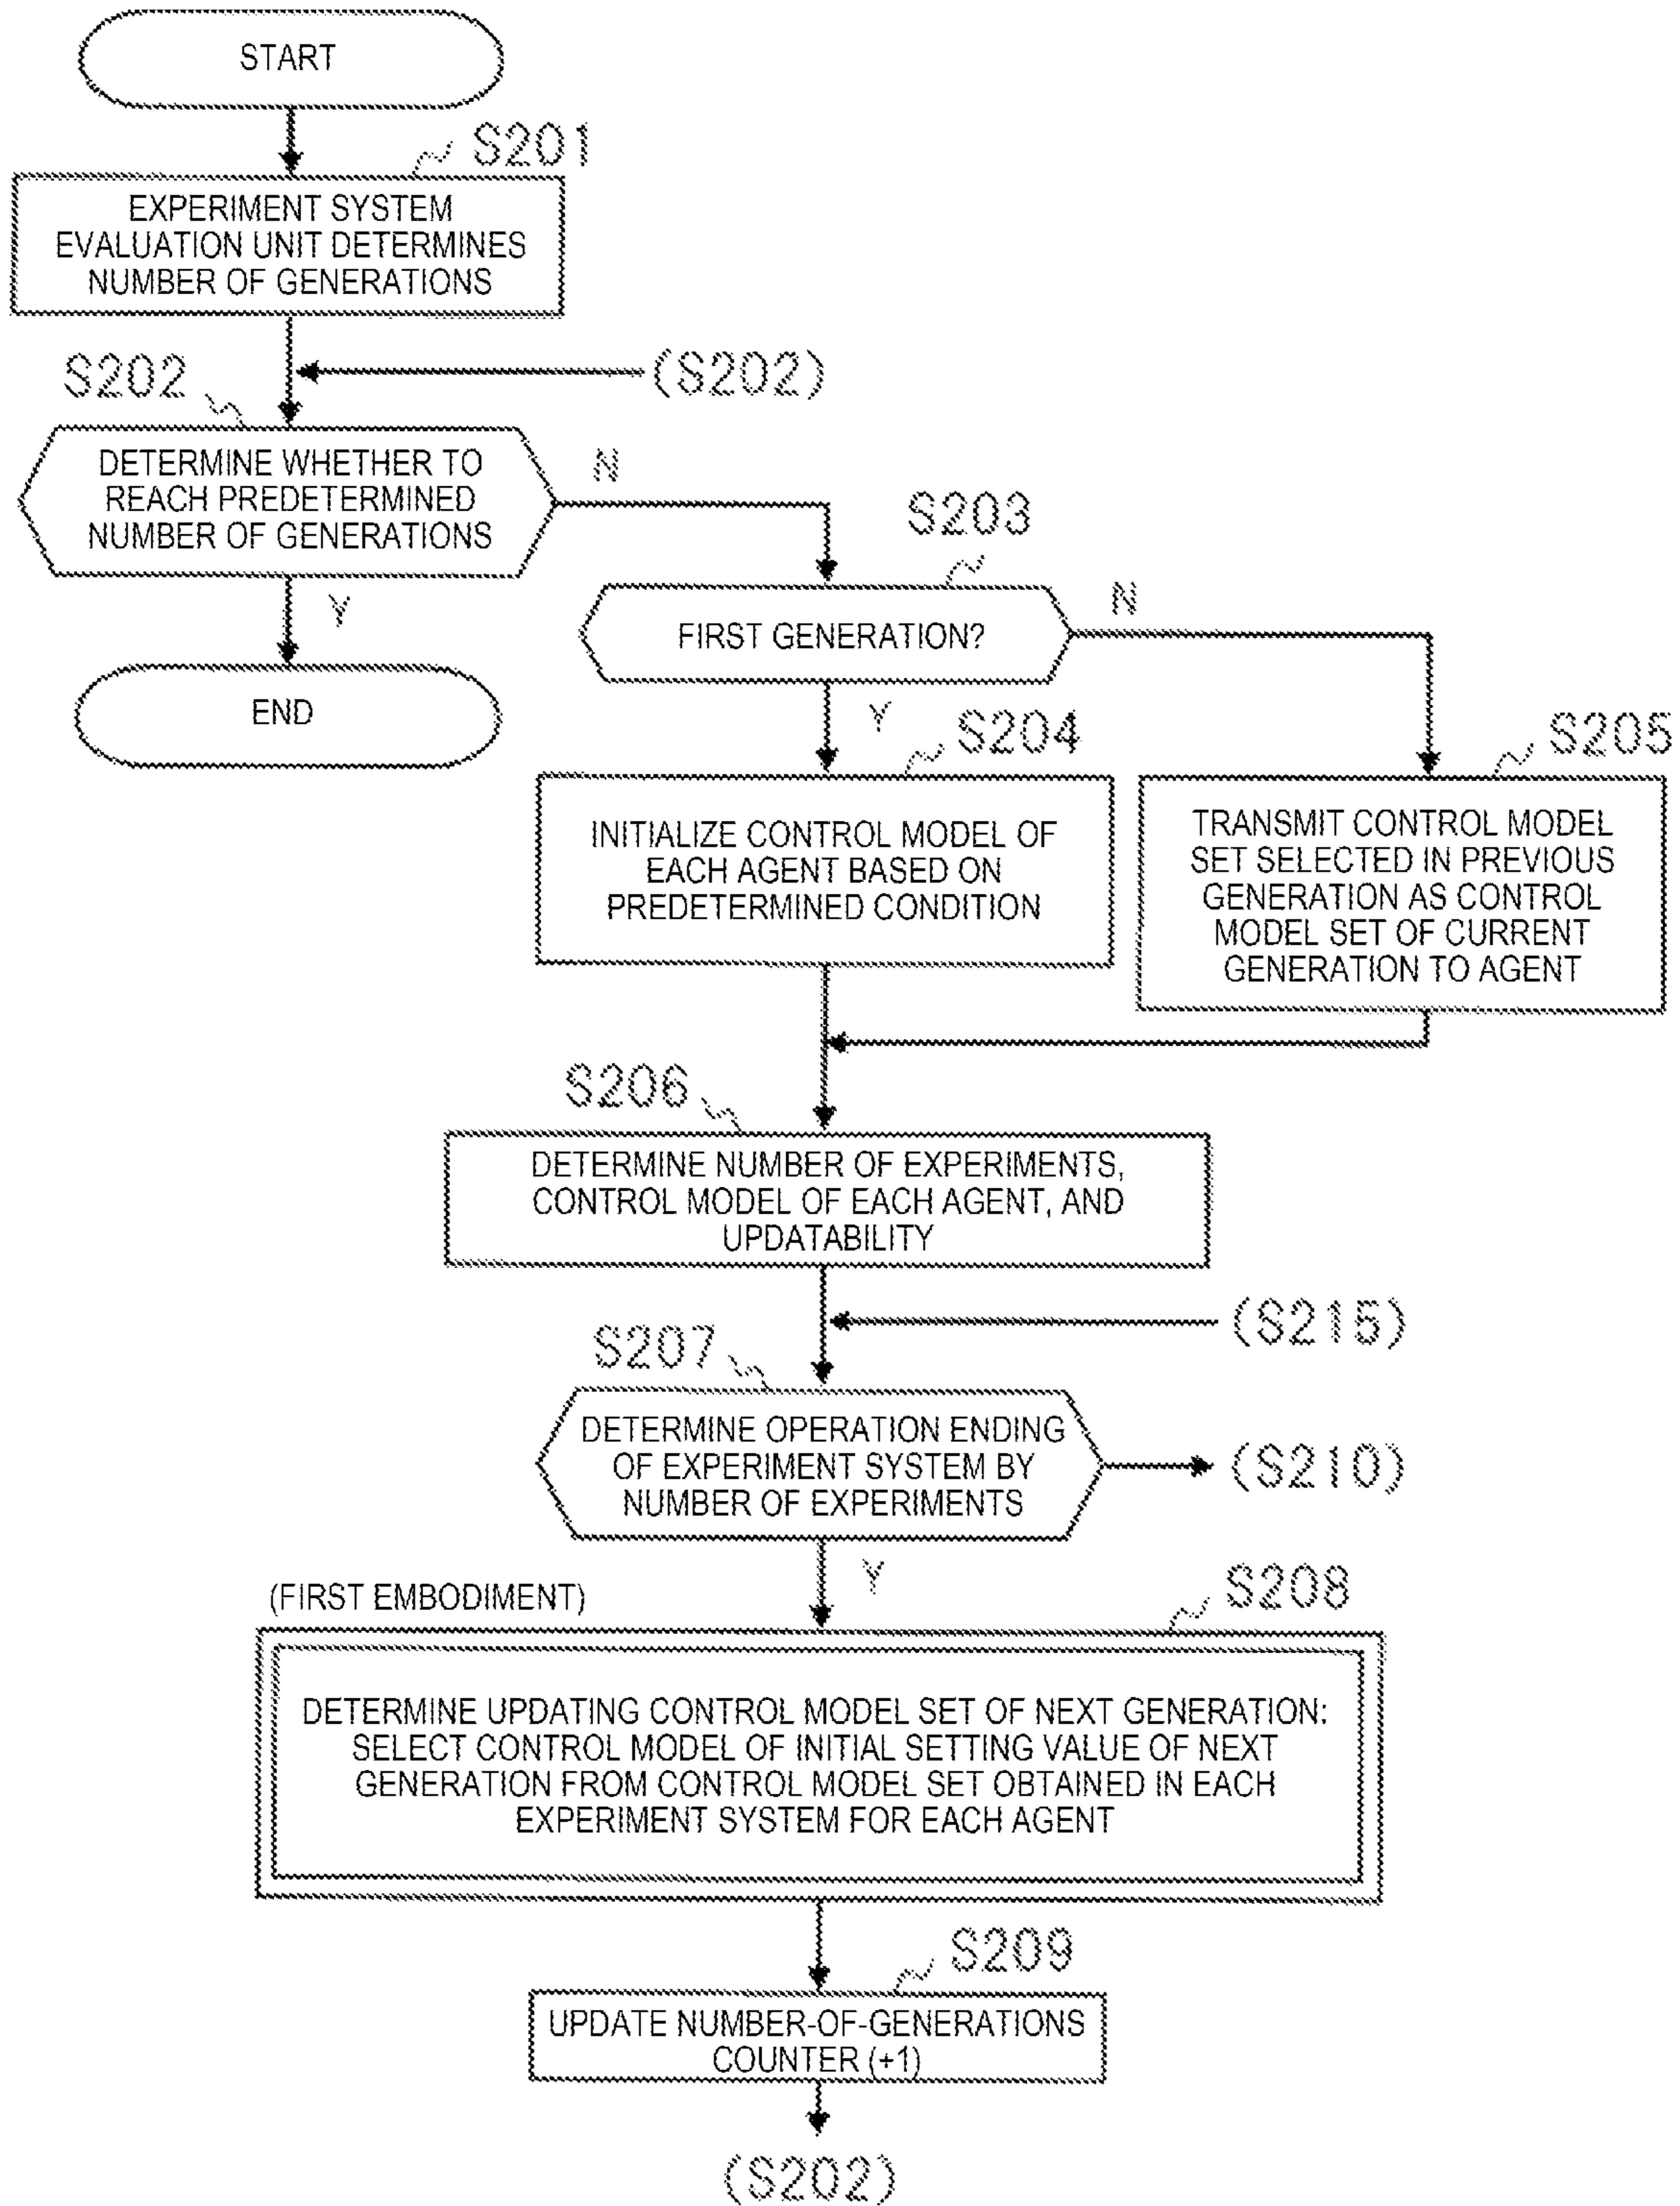 START
S201
EXPERIMENT SYSTEM
EVALUATION UNIT DETERMINES
NUMBER OF GENERATIONS
S202
(S202)
DETERMINE WHETHER TO
REACH PREDETERMINED
NUMBER OF GENERATIONS
N
Y
END
S203
FIRST GENERATION?
N
Y
S204
INITIALIZE CONTROL MODEL OF
EACH AGENT BASED ON
PREDETERMINED CONDITION
S205
TRANSMIT CONTROL MODEL
SET SELECTED IN PREVIOUS
GENERATION AS CONTROL
MODEL SET OF CURRENT
GENERATION TO AGENT
S206
DETERMINE NUMBER OF EXPERIMENTS,
CONTROL MODEL OF EACH AGENT, AND
UPDATABILITY
(S215)
S207
DETERMINE OPERATION ENDING
OF EXPERIMENT SYSTEM BY
NUMBER OF EXPERIMENTS
(S210)
Y
(FIRST EMBODIMENT)
S208
DETERMINE UPDATING CONTROL MODEL SET OF NEXT GENERATION:
SELECT CONTROL MODEL OF INITIAL SETTING VALUE OF NEXT
GENERATION FROM CONTROL MODEL SET OBTAINED IN EACH
EXPERIMENT SYSTEM FOR EACH AGENT
S209
UPDATE NUMBER-OF-GENERATIONS
COUNTER (+1)
(S202)